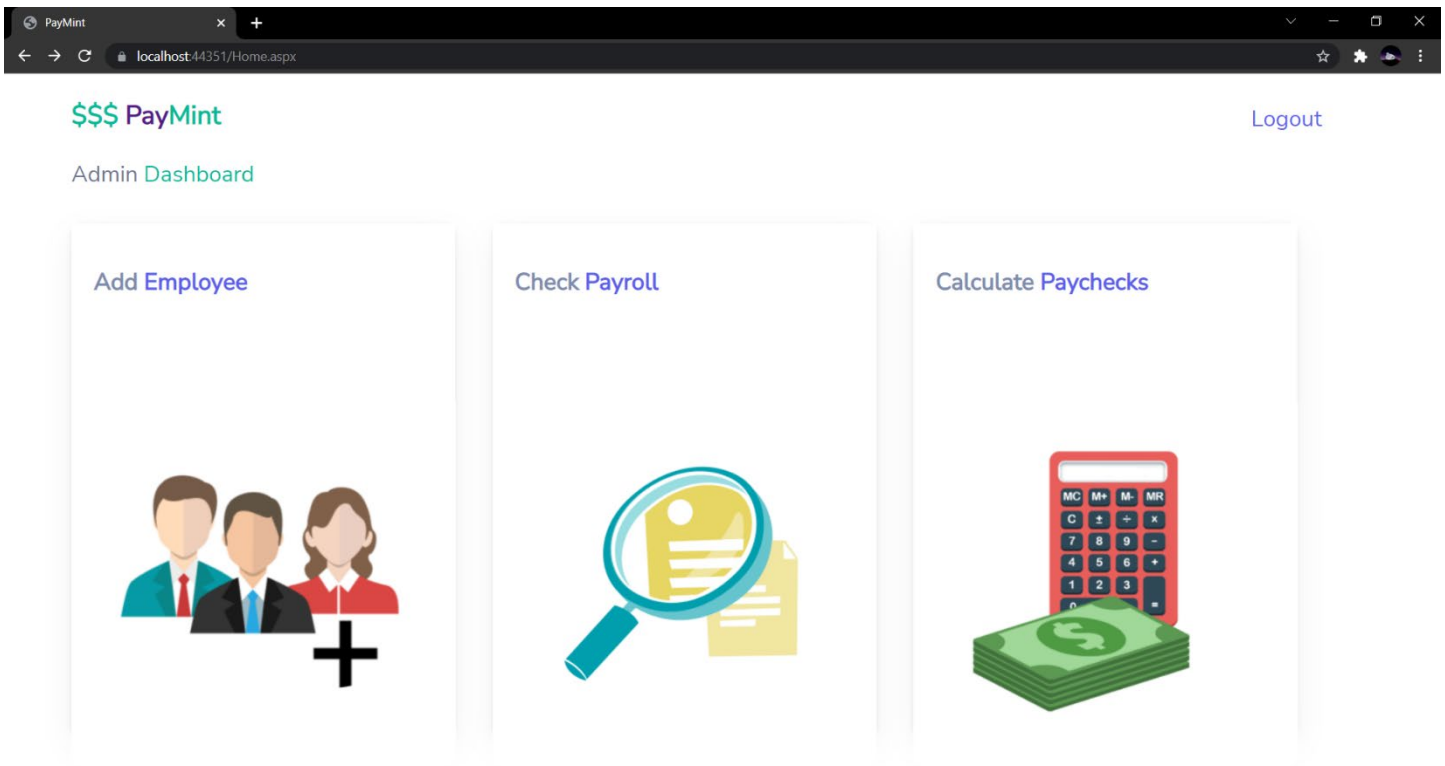 PayMint
localhost:44351/Home.aspx
$$$ PayMint
Logout
Admin Dashboard
Add Employee
Check Payroll
Calculate Paychecks
MC M+ M- MR
C ± ÷ x
7 8 9 -
4 5 6 +
1 2 3
0 =
$